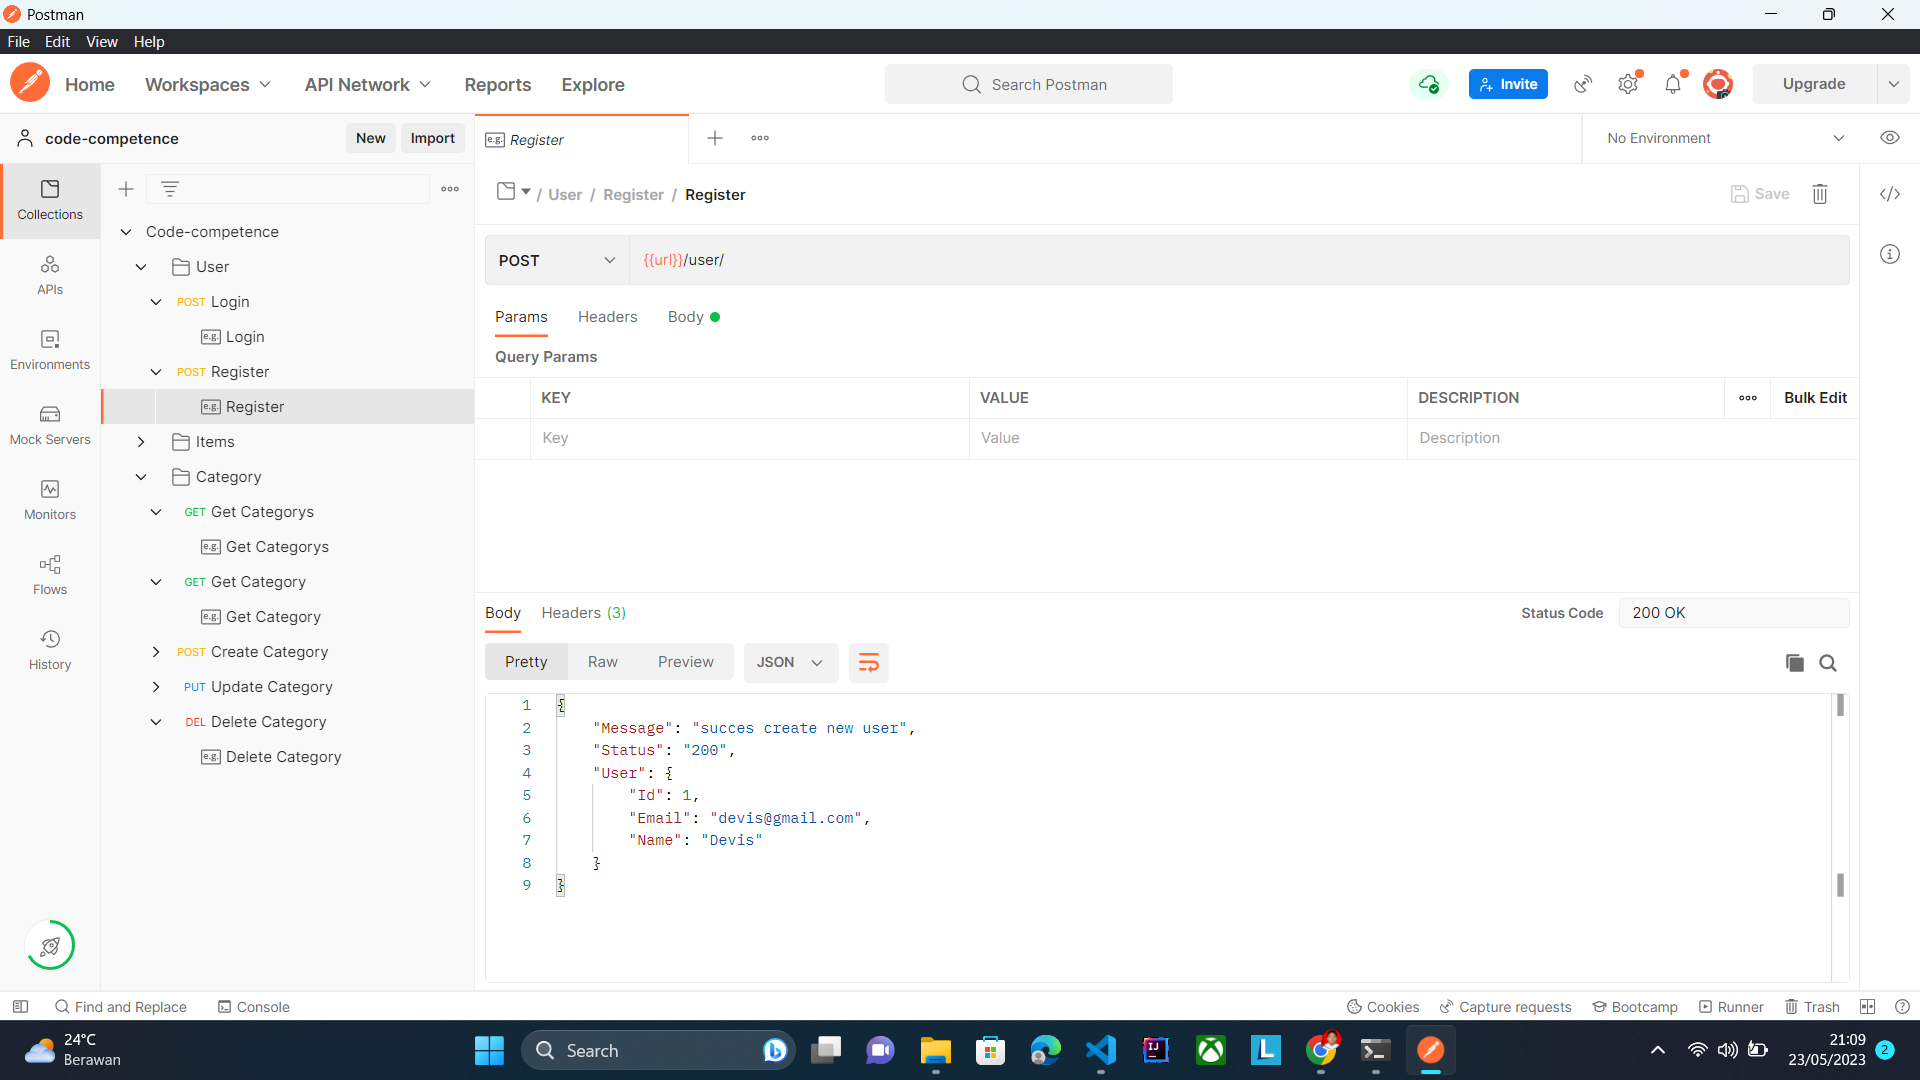 Postman
File Edit View Help
Home Workspaces API Network Reports Explore
Search Postman
Invite
Upgrade
code-competence
New Import
e.g. Register
No Environment
Collections
APIs
Environments
Mock Servers
Monitors
Flows
History
Code-competence
User
POST Login
e.g. Login
POST Register
e.g. Register
Items
Category
GET Get Categorys
e.g. Get Categorys
GET Get Category
e.g. Get Category
POST Create Category
PUT Update Category
DEL Delete Category
e.g. Delete Category
/ User / Register / Register
Save
POST {{url}}/user/
Params Headers Body
Query Params
KEY VALUE DESCRIPTION Bulk Edit
Key Value Description
Body Headers (3)
Status Code 200 OK
Pretty Raw Preview JSON
1 {
2 "Message": "succes create new user",
3 "Status": "200",
4 "User": {
5 "Id": 1,
6 "Email": "devis@gmail.com",
7 "Name": "Devis"
8 }
9 }
Find and Replace Console
Cookies Capture requests Bootcamp Runner Trash
24°C
Berawan
Search
IJ
L
21:09
23/05/2023
2